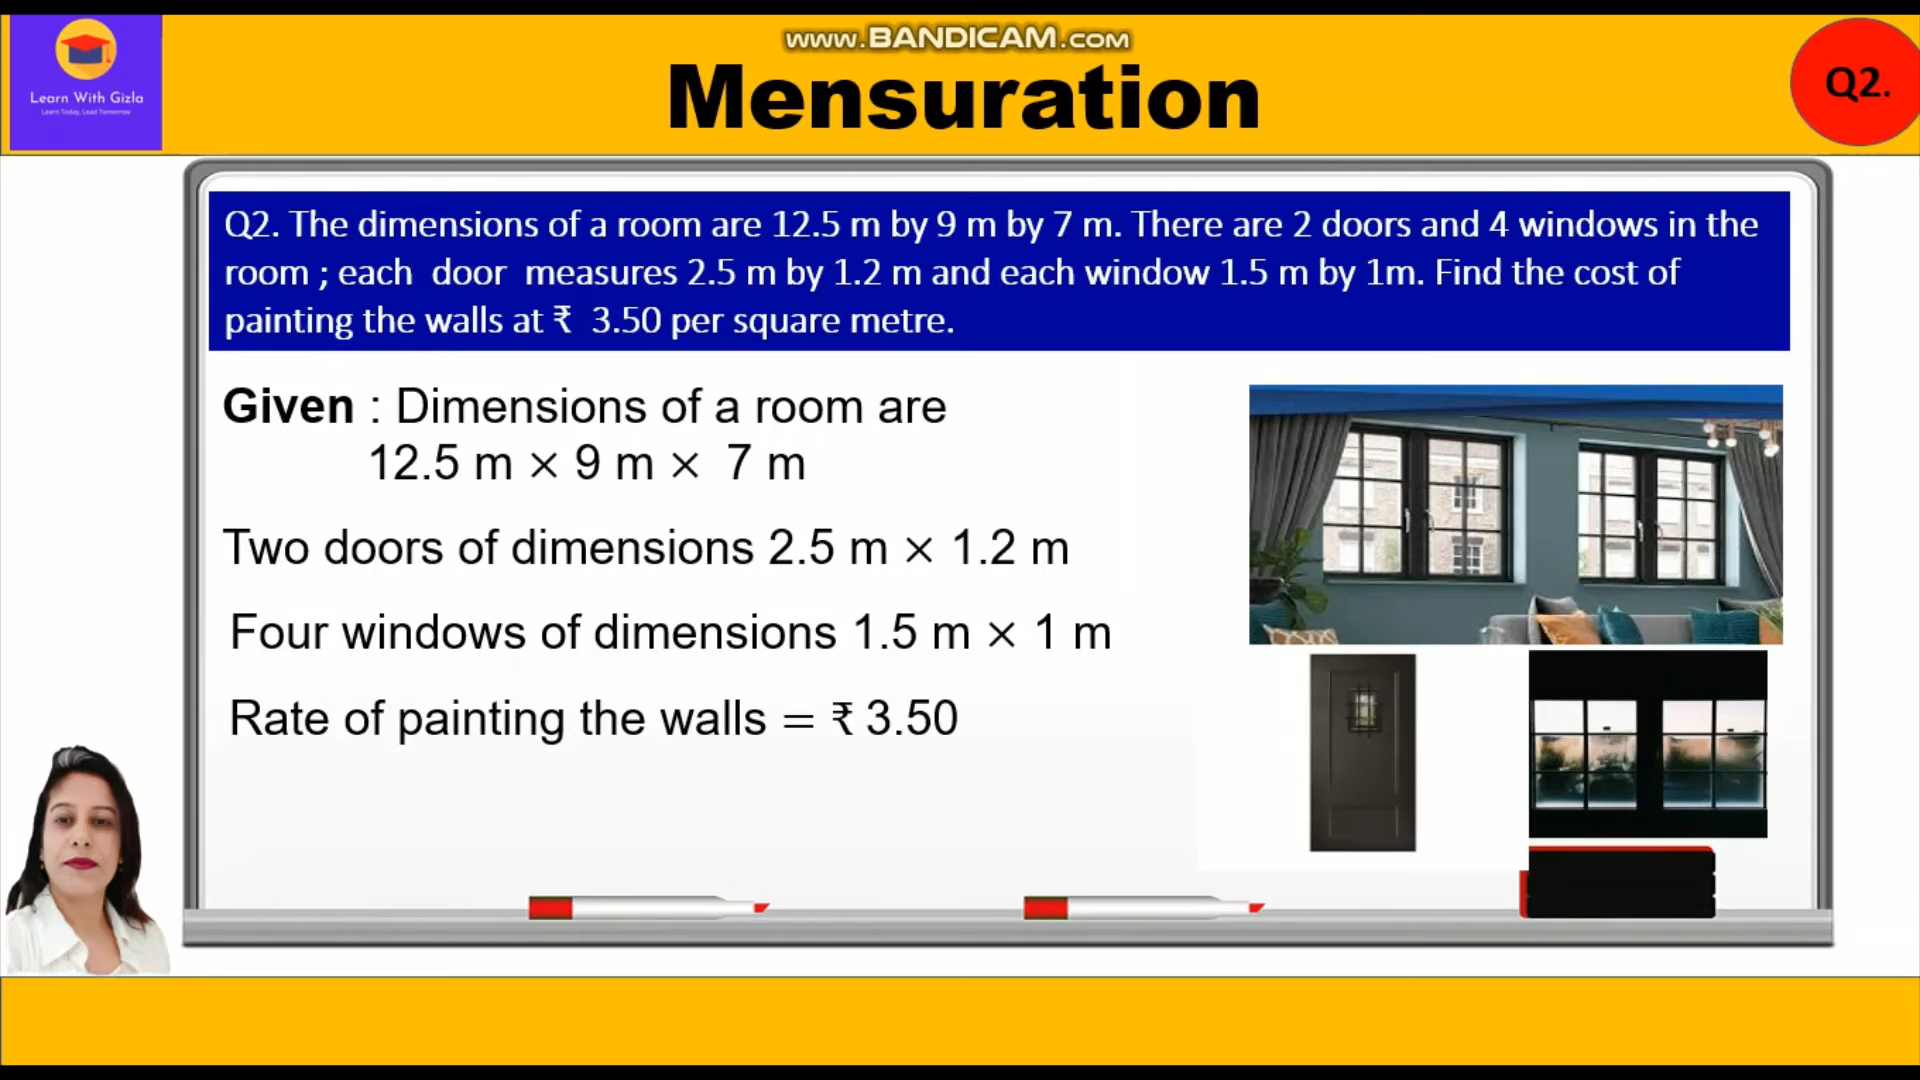 www.BANDICAM.com
Learn With Gizla
Learn Today, Lead Tomorrow
Mensuration
Q2.
Q2. The dimensions of a room are 12.5 m by 9 m by 7 m. There are 2 doors and 4 windows in the
room ; each door measures 2.5 m by 1.2 m and each window 1.5 m by 1m. Find the cost of
painting the walls at ₹ 3.50 per square metre.
Given : Dimensions of a room are
12.5 m × 9 m × 7 m
Two doors of dimensions 2.5 m × 1.2 m
Four windows of dimensions 1.5 m × 1 m
Rate of painting the walls = ₹ 3.50